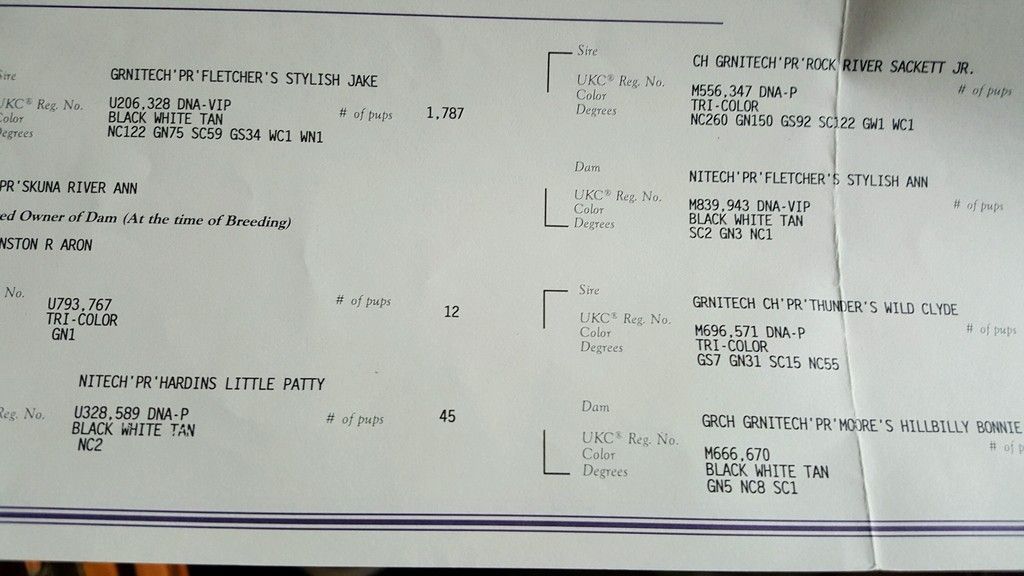 GRNITECH'PR'FLETCHER'S STYLISH JAKE
UKC® Reg. No. U206,328 DNA-VIP
Color BLACK WHITE TAN # of pups 1,787
Degrees NC122 GN75 SC59 GS34 WC1 WN1
PR'SKUNA RIVER ANN
ed Owner of Dam (At the time of Breeding)
NSTON R ARON
No. U793,767 # of pups 12
TRI-COLOR
GN1
NITECH'PR'HARDINS LITTLE PATTY
Reg. No. U328,589 DNA-P # of pups 45
BLACK WHITE TAN
NC2
Sire CH GRNITECH'PR'ROCK RIVER SACKETT JR.
UKC® Reg. No. M556,347 DNA-P # of pups
Color TRI-COLOR
Degrees NC260 GN150 GS92 SC122 GW1 WC1
Dam NITECH'PR'FLETCHER'S STYLISH ANN
UKC® Reg. No. M839,943 DNA-VIP # of pups
Color BLACK WHITE TAN
Degrees SC2 GN3 NC1
Sire GRNITECH CH'PR'THUNDER'S WILD CLYDE
UKC® Reg. No. M696,571 DNA-P # of pups
Color TRI-COLOR
Degrees GS7 GN31 SC15 NC55
Dam GRCH GRNITECH'PR'MOORE'S HILLBILLY BONNIE
UKC® Reg. No. M666,670 # of p
Color BLACK WHITE TAN
Degrees GN5 NC8 SC1